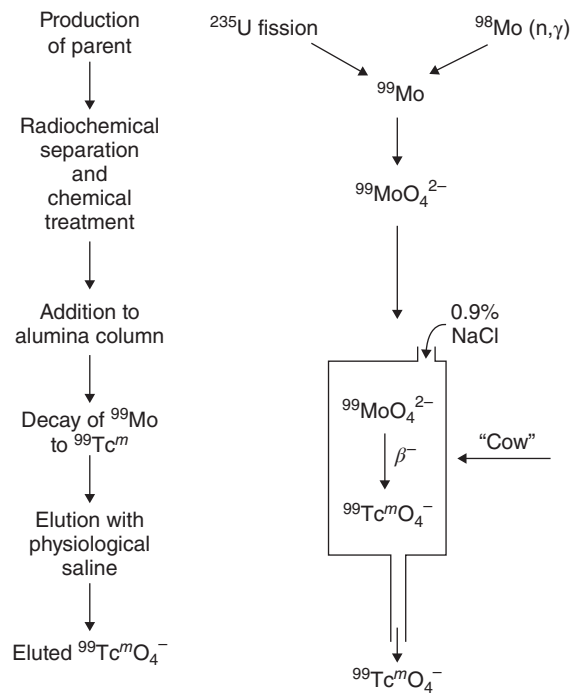 Production
of parent
Radiochemical
separation
and
chemical
treatment
Addition to
alumina column
Decay of ⁹⁹Mo
to ⁹⁹Tcᵐ
Elution with
physiological
saline
Eluted ⁹⁹TcᵐO₄⁻
²³⁵U fission
⁹⁸Mo (n,γ)
⁹⁹Mo
⁹⁹MoO₄²⁻
0.9%
NaCl
⁹⁹MoO₄²⁻
β⁻
“Cow”
⁹⁹TcᵐO₄⁻
⁹⁹TcᵐO₄⁻